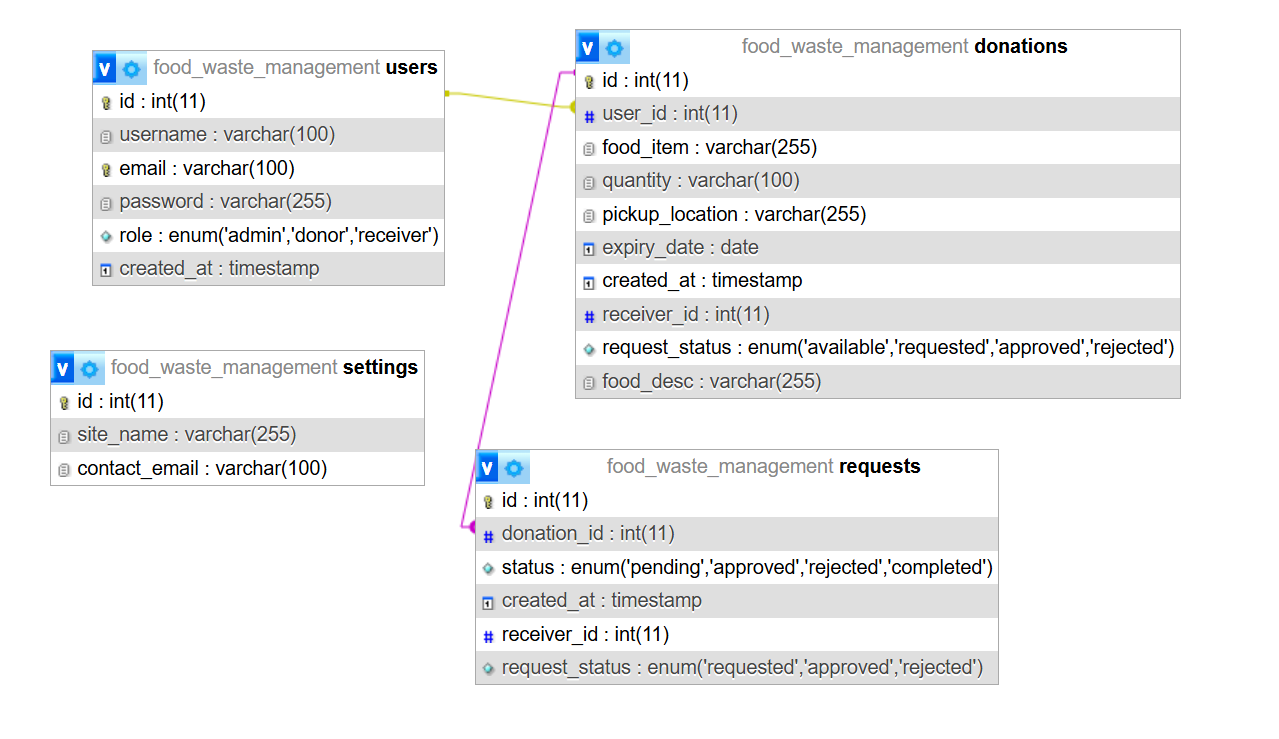 v food_waste_management users
id : int(11)
username : varchar(100)
email : varchar(100)
password : varchar(255)
role : enum('admin','donor','receiver')
created_at : timestamp
v food_waste_management donations
id : int(11)
user_id : int(11)
food_item : varchar(255)
quantity : varchar(100)
pickup_location : varchar(255)
expiry_date : date
created_at : timestamp
receiver_id : int(11)
request_status : enum('available','requested','approved','rejected')
food_desc : varchar(255)
v food_waste_management settings
id : int(11)
site_name : varchar(255)
contact_email : varchar(100)
v food_waste_management requests
id : int(11)
donation_id : int(11)
status : enum('pending','approved','rejected','completed')
created_at : timestamp
receiver_id : int(11)
request_status : enum('requested','approved','rejected')